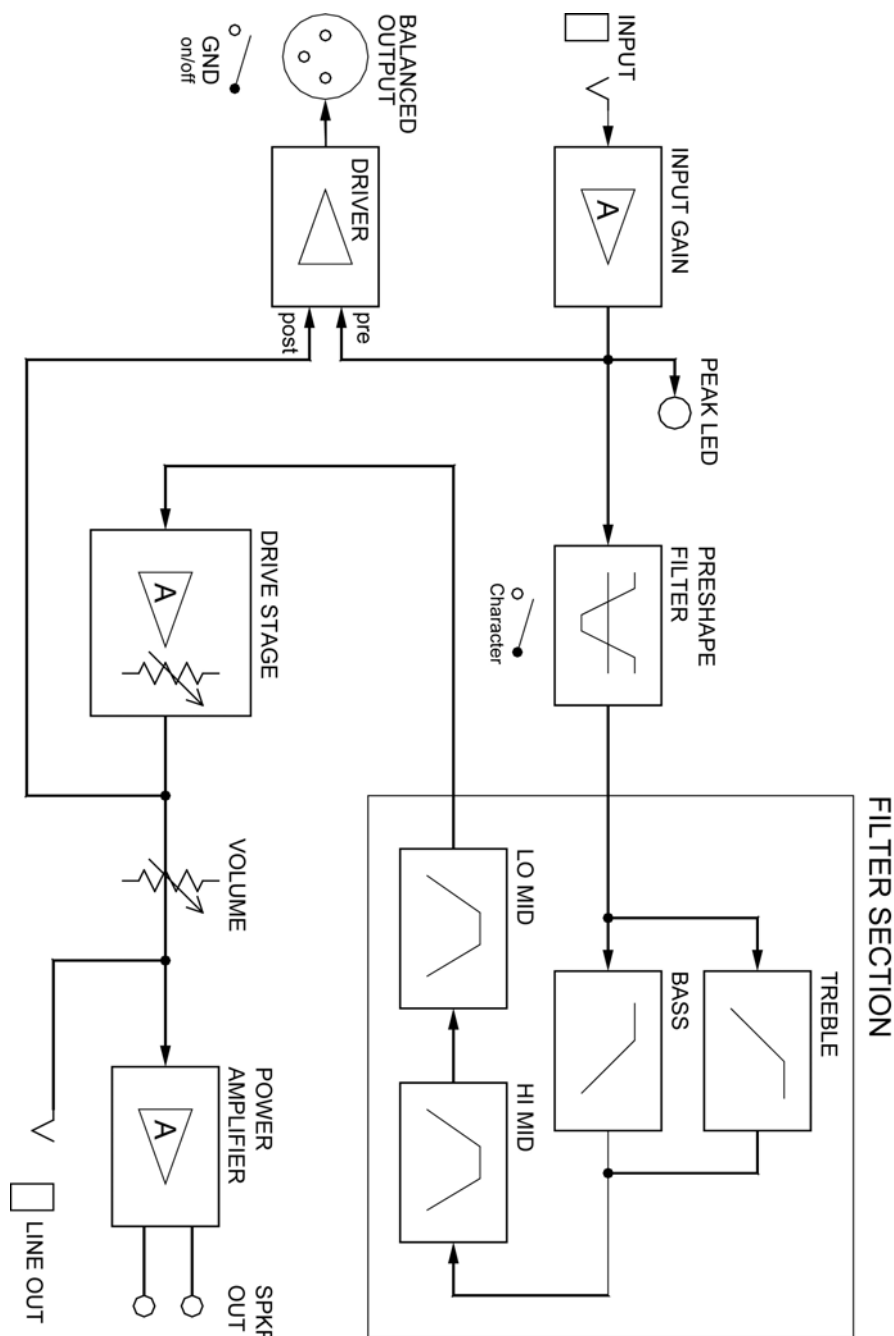 FILTER SECTION
INPUT
INPUT GAIN
A
PEAK LED
PRESHAPE
FILTER
Character
TREBLE
BASS
LO MID
HI MID
BALANCED
OUTPUT
GND
on/off
DRIVER
pre
post
DRIVE STAGE
A
VOLUME
POWER
AMPLIFIER
A
SPKR
OUT
LINE OUT